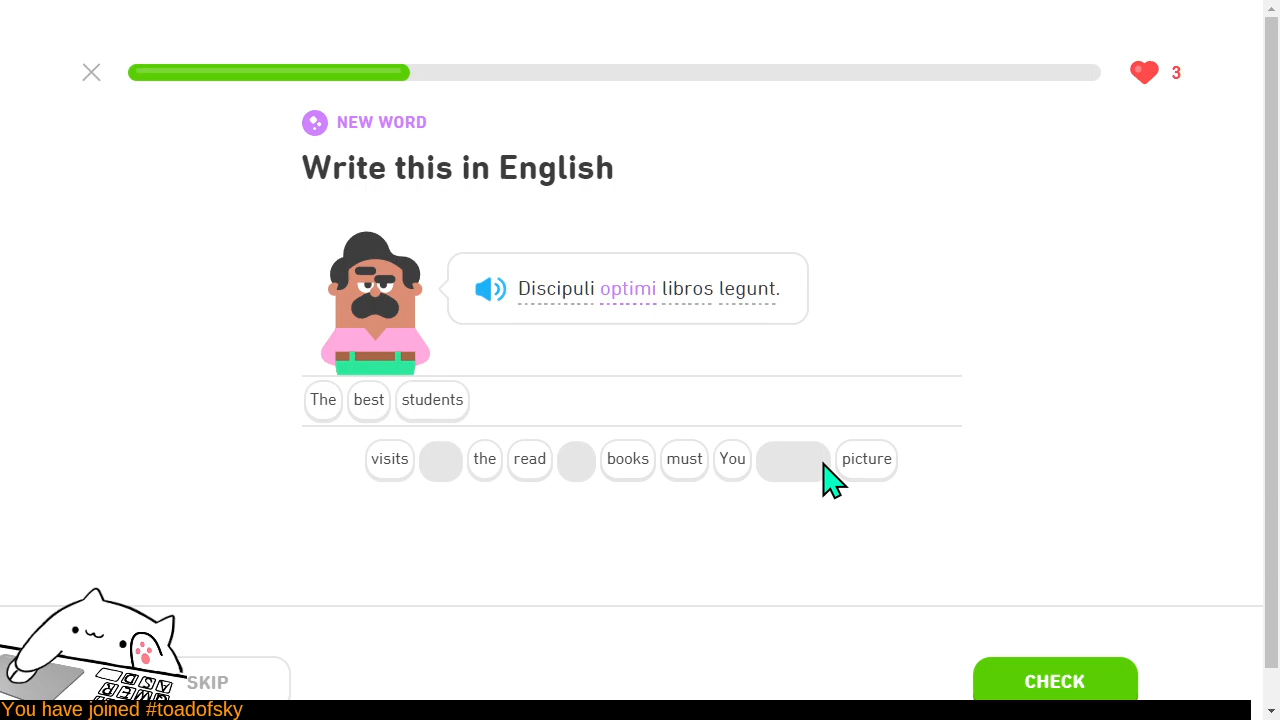 3
NEW WORD
Write this in English
Discipuli optimi libros legunt.
The best students
visits the read books must You picture
SKIP
CHECK
You have joined #toadofsky